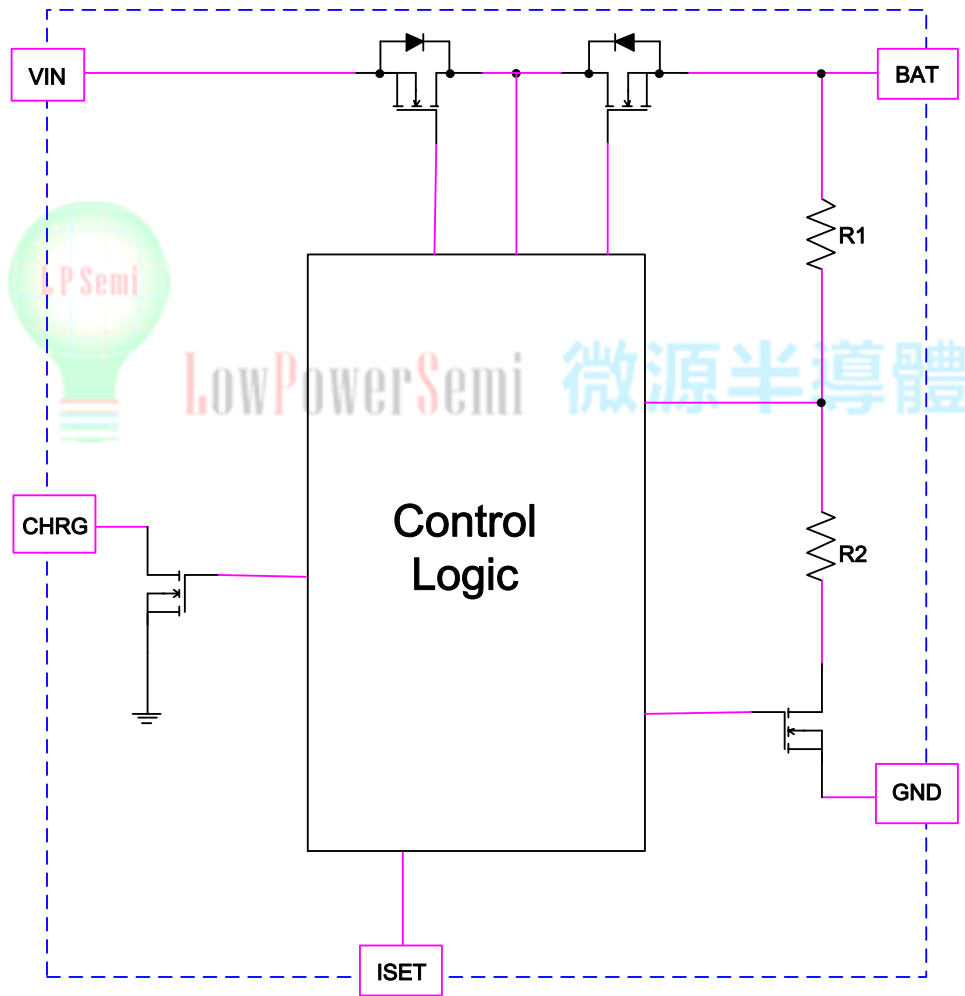 VIN
BAT
R1
LP Semi
LowPowerSemi 微源半導體
CHRG
Control
Logic
R2
GND
ISET